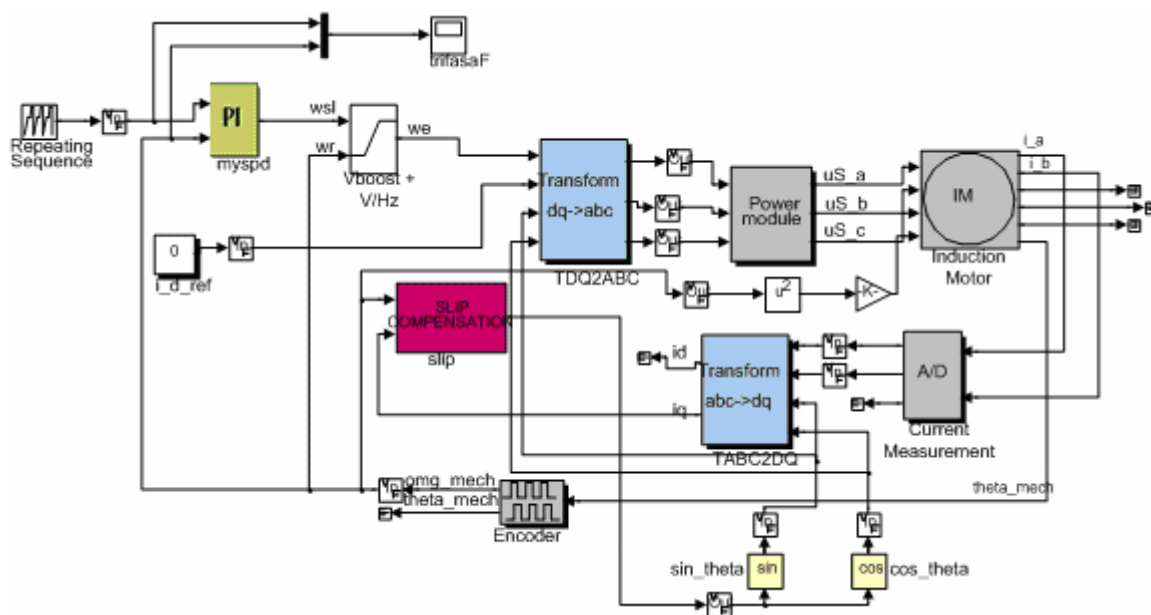 trifasaF
Repeating
Sequence
PI
myspd
wsl
wr
we
Vboost +
V/Hz
0
i_d_ref
Transform
dq->abc
TDQ2ABC
Power
module
uS_a
uS_b
uS_c
IM
Induction
Motor
i_a
i_b
u²
-K-
SLIP
COMPENSATION
slip
id
iq
Transform
abc->dq
TABC2DQ
A/D
Current
Measurement
omg_mech
theta_mech
Encoder
theta_mech
sin_theta
sin
cos
cos_theta